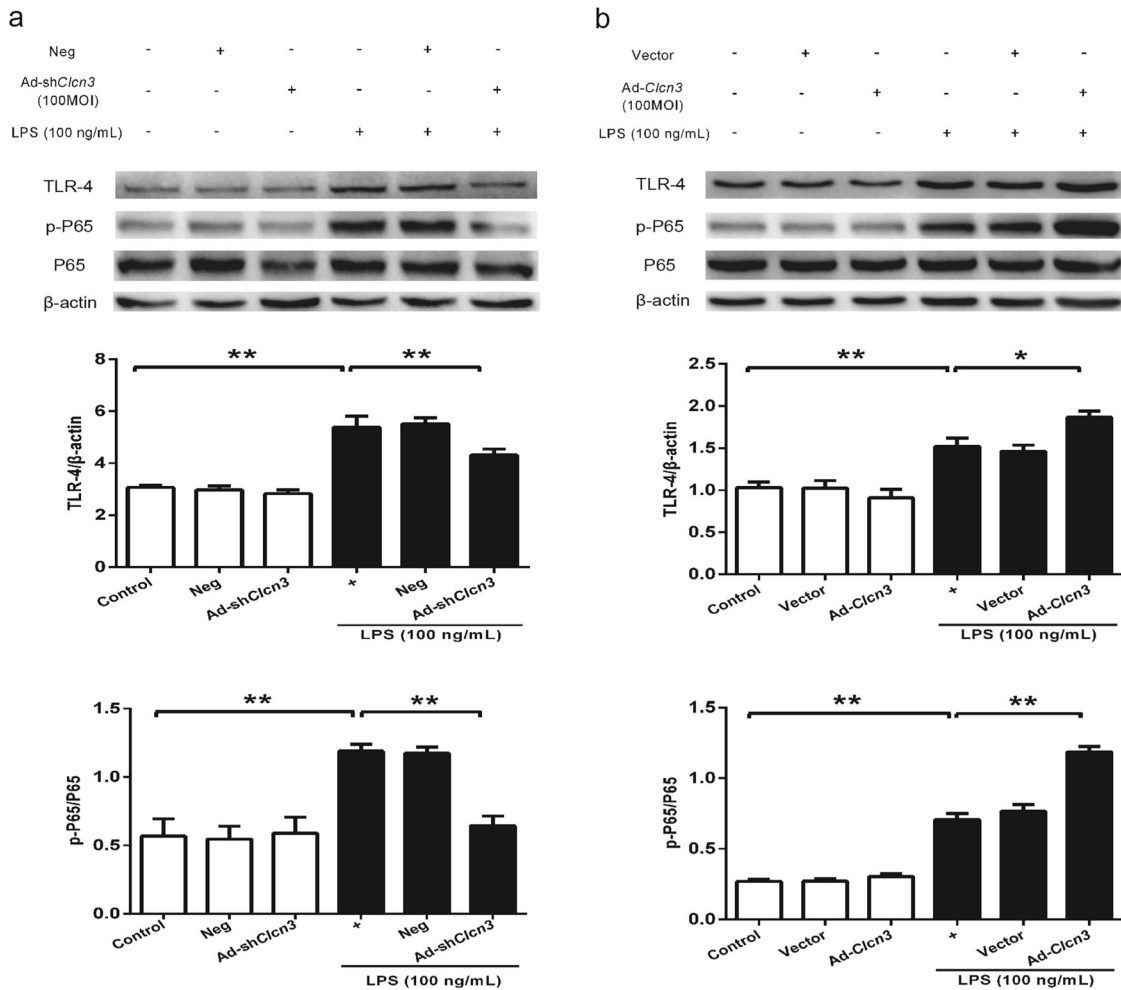 a
Neg - + - - + -
Ad-shClcn3
(100MOI) - - + - - +
LPS (100 ng/mL) - - - + + +
TLR-4
p-P65
P65
β-actin
** **
8
6
4
2
0
TLR-4/β-actin
Control Neg Ad-shClcn3 + Neg Ad-shClcn3
LPS (100 ng/mL)
** **
1.5
1.0
0.5
0.0
p-P65/P65
Control Neg Ad-shClcn3 + Neg Ad-shClcn3
LPS (100 ng/mL)
b
Vector - + - - + -
Ad-Clcn3
(100MOI) - - + - - +
LPS (100 ng/mL) - - - + + +
TLR-4
p-P65
P65
β-actin
** *
2.5
2.0
1.5
1.0
0.5
0.0
TLR-4/β-actin
Control Vector Ad-Clcn3 + Vector Ad-Clcn3
LPS (100 ng/mL)
** **
1.5
1.0
0.5
0.0
p-P65/P65
Control Vector Ad-Clcn3 + Vector Ad-Clcn3
LPS (100 ng/mL)